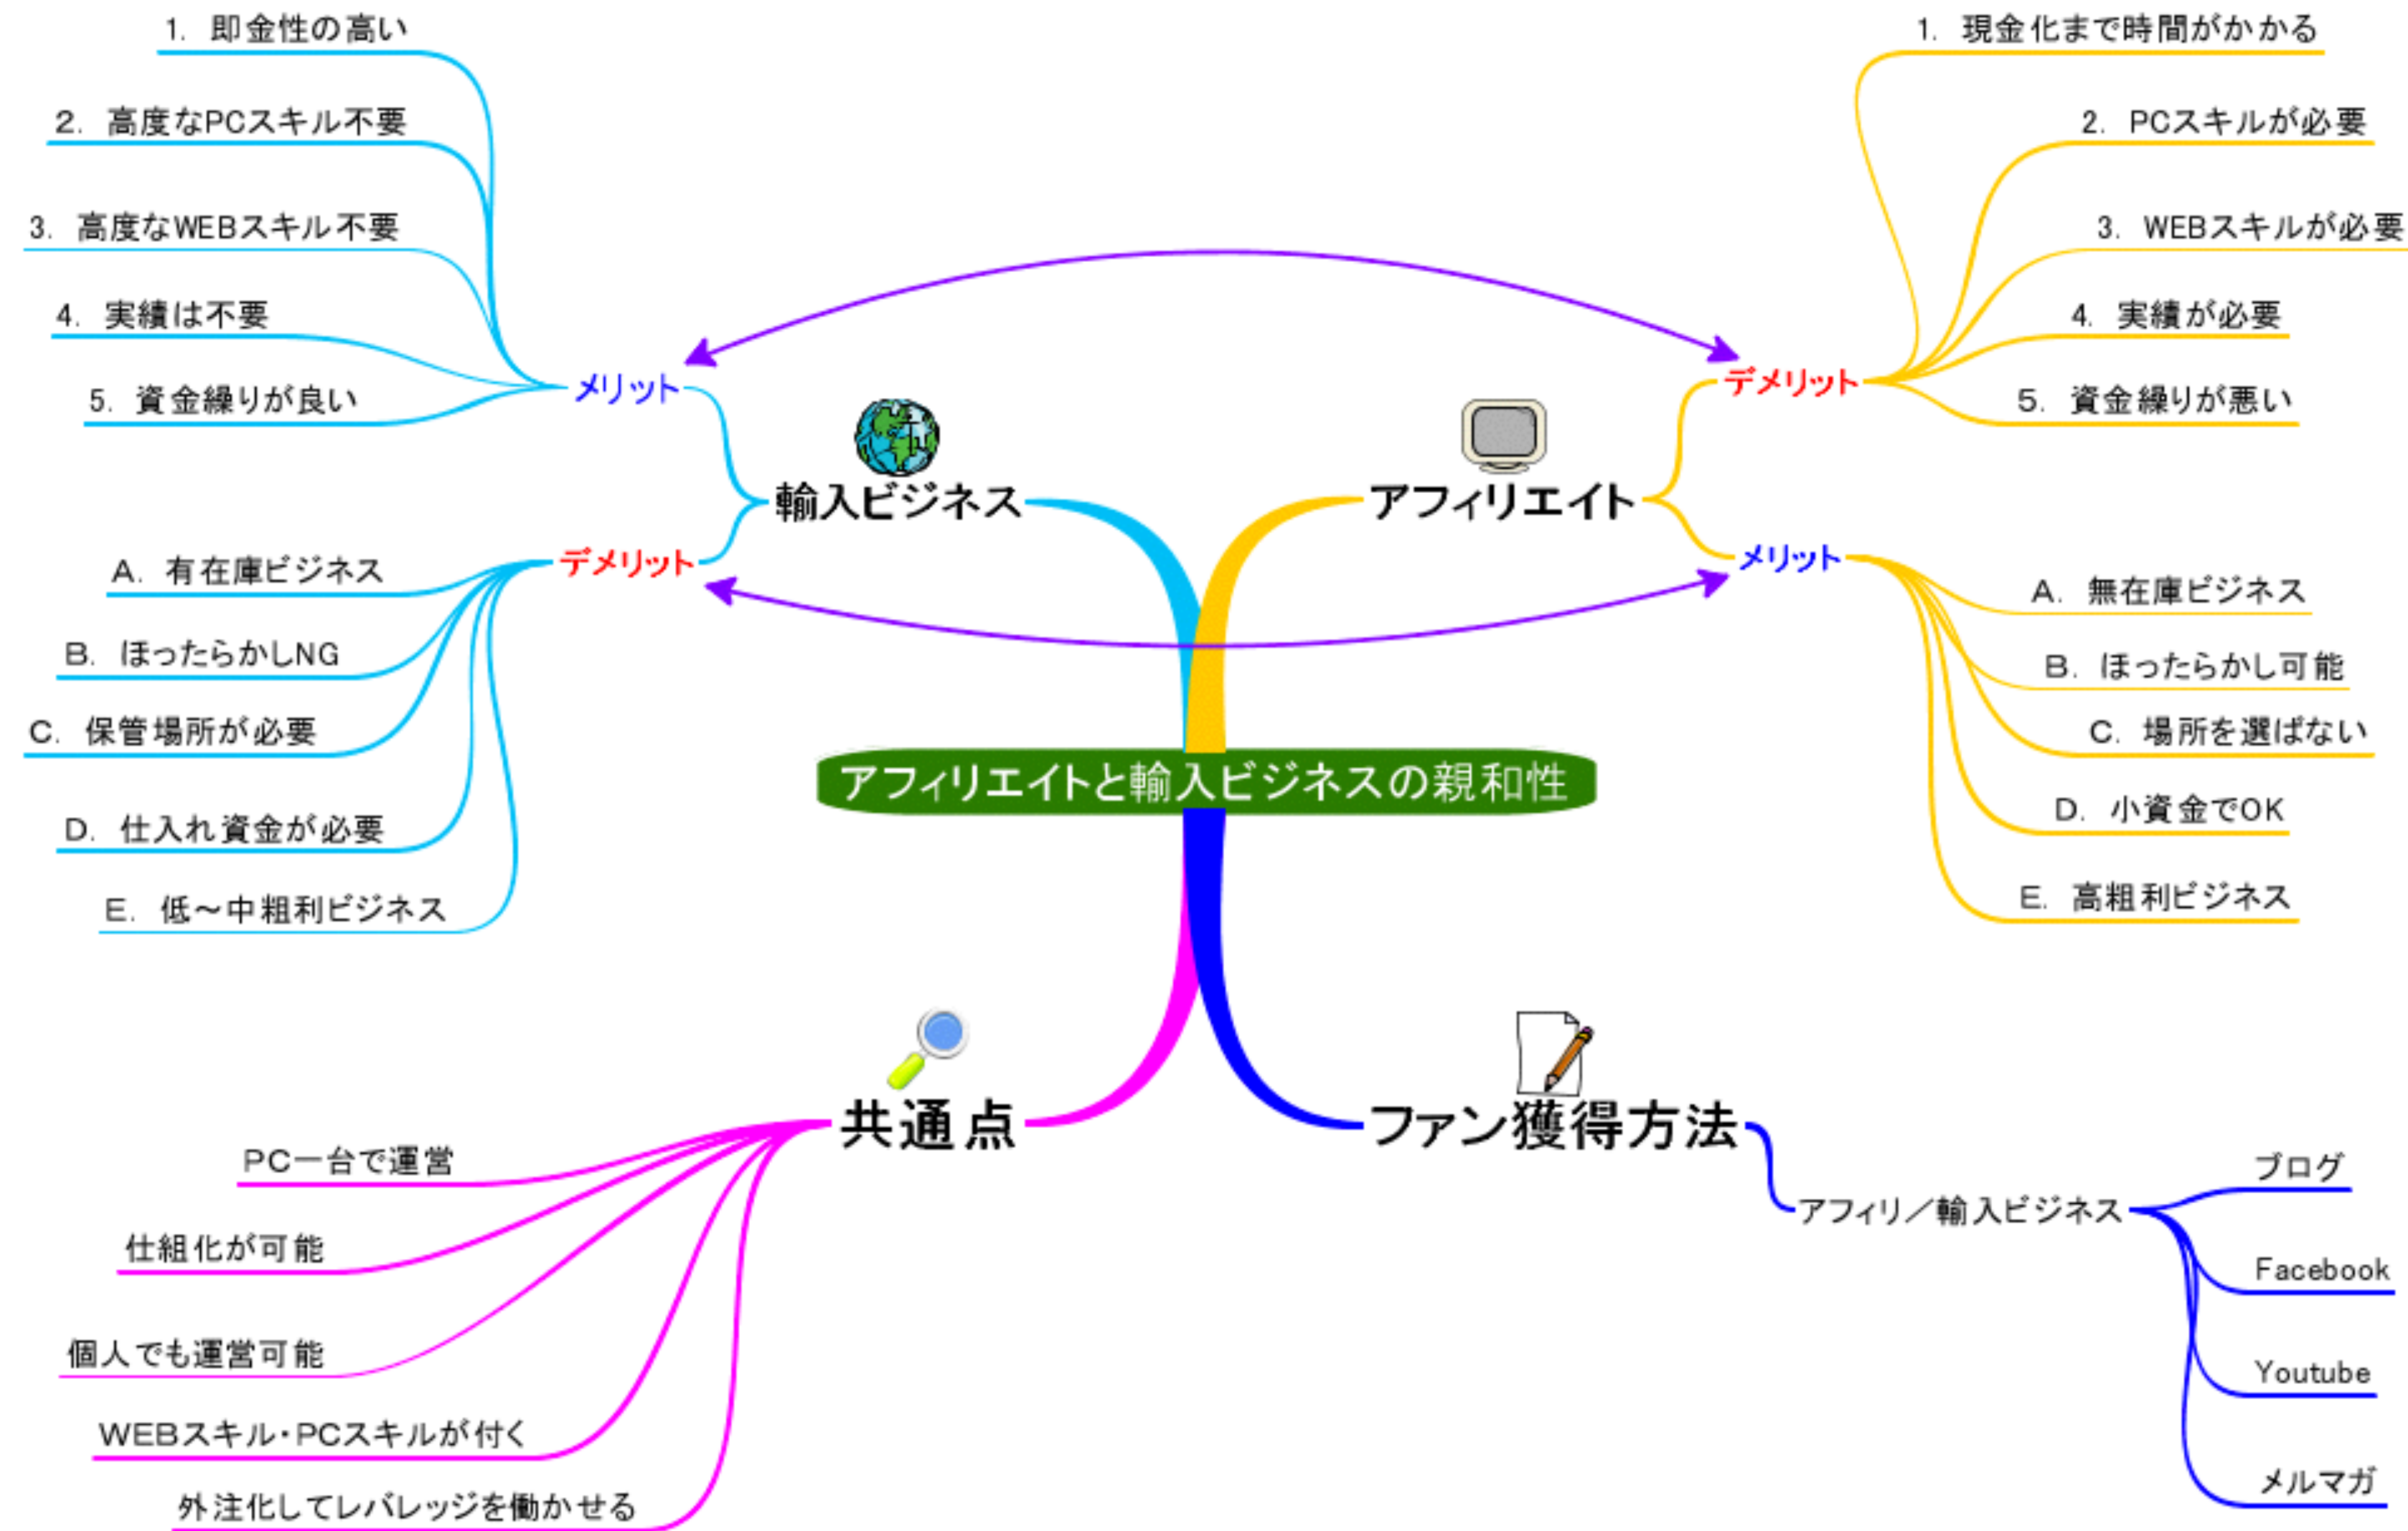 アフィリエイトと輸入ビジネスの親和性
輸入ビジネス
メリット
1. 即金性の高い
2. 高度なPCスキル不要
3. 高度なWEBスキル不要
4. 実績は不要
5. 資金繰りが良い
デメリット
A. 有在庫ビジネス
B. ほったらかしNG
C. 保管場所が必要
D. 仕入れ資金が必要
E. 低~中粗利ビジネス
アフィリエイト
デメリット
1. 現金化まで時間がかかる
2. PCスキルが必要
3. WEBスキルが必要
4. 実績が必要
5. 資金繰りが悪い
メリット
A. 無在庫ビジネス
B. ほったらかし可能
C. 場所を選ばない
D. 小資金でOK
E. 高粗利ビジネス
共通点
PC一台で運営
仕組化が可能
個人でも運営可能
WEBスキル・PCスキルが付く
外注化してレバレッジを働かせる
ファン獲得方法
アフィリ/輸入ビジネス
ブログ
Facebook
Youtube
メルマガ